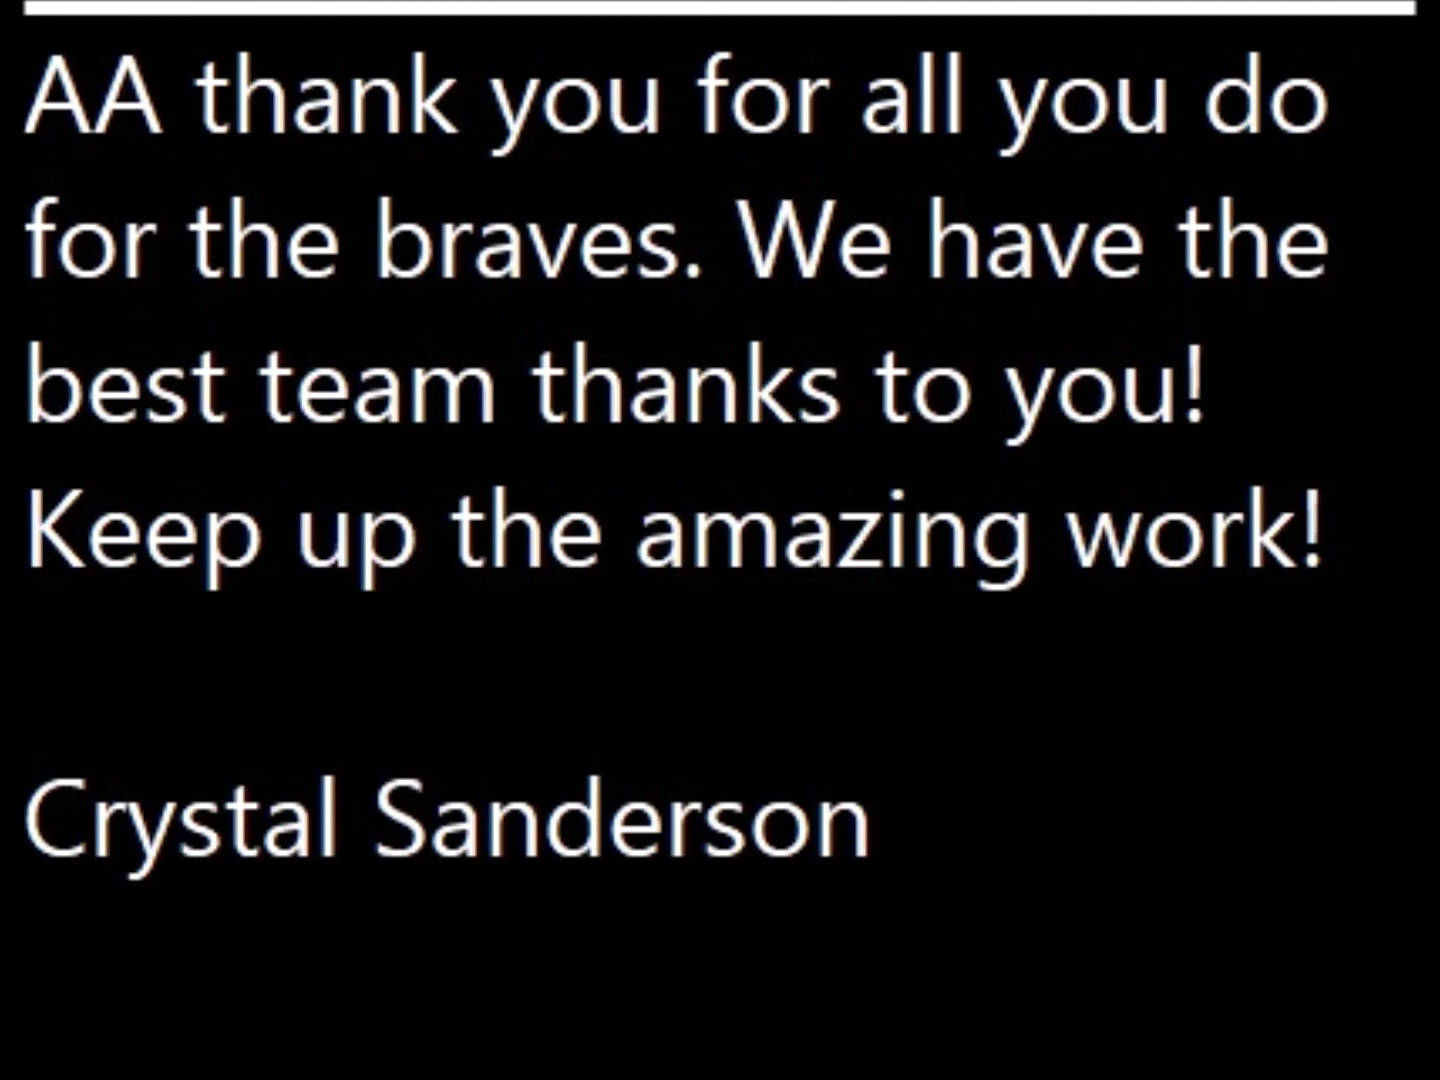 AA thank you for all you do
for the braves. We have the
best team thanks to you!
Keep up the amazing work!
Crystal Sanderson